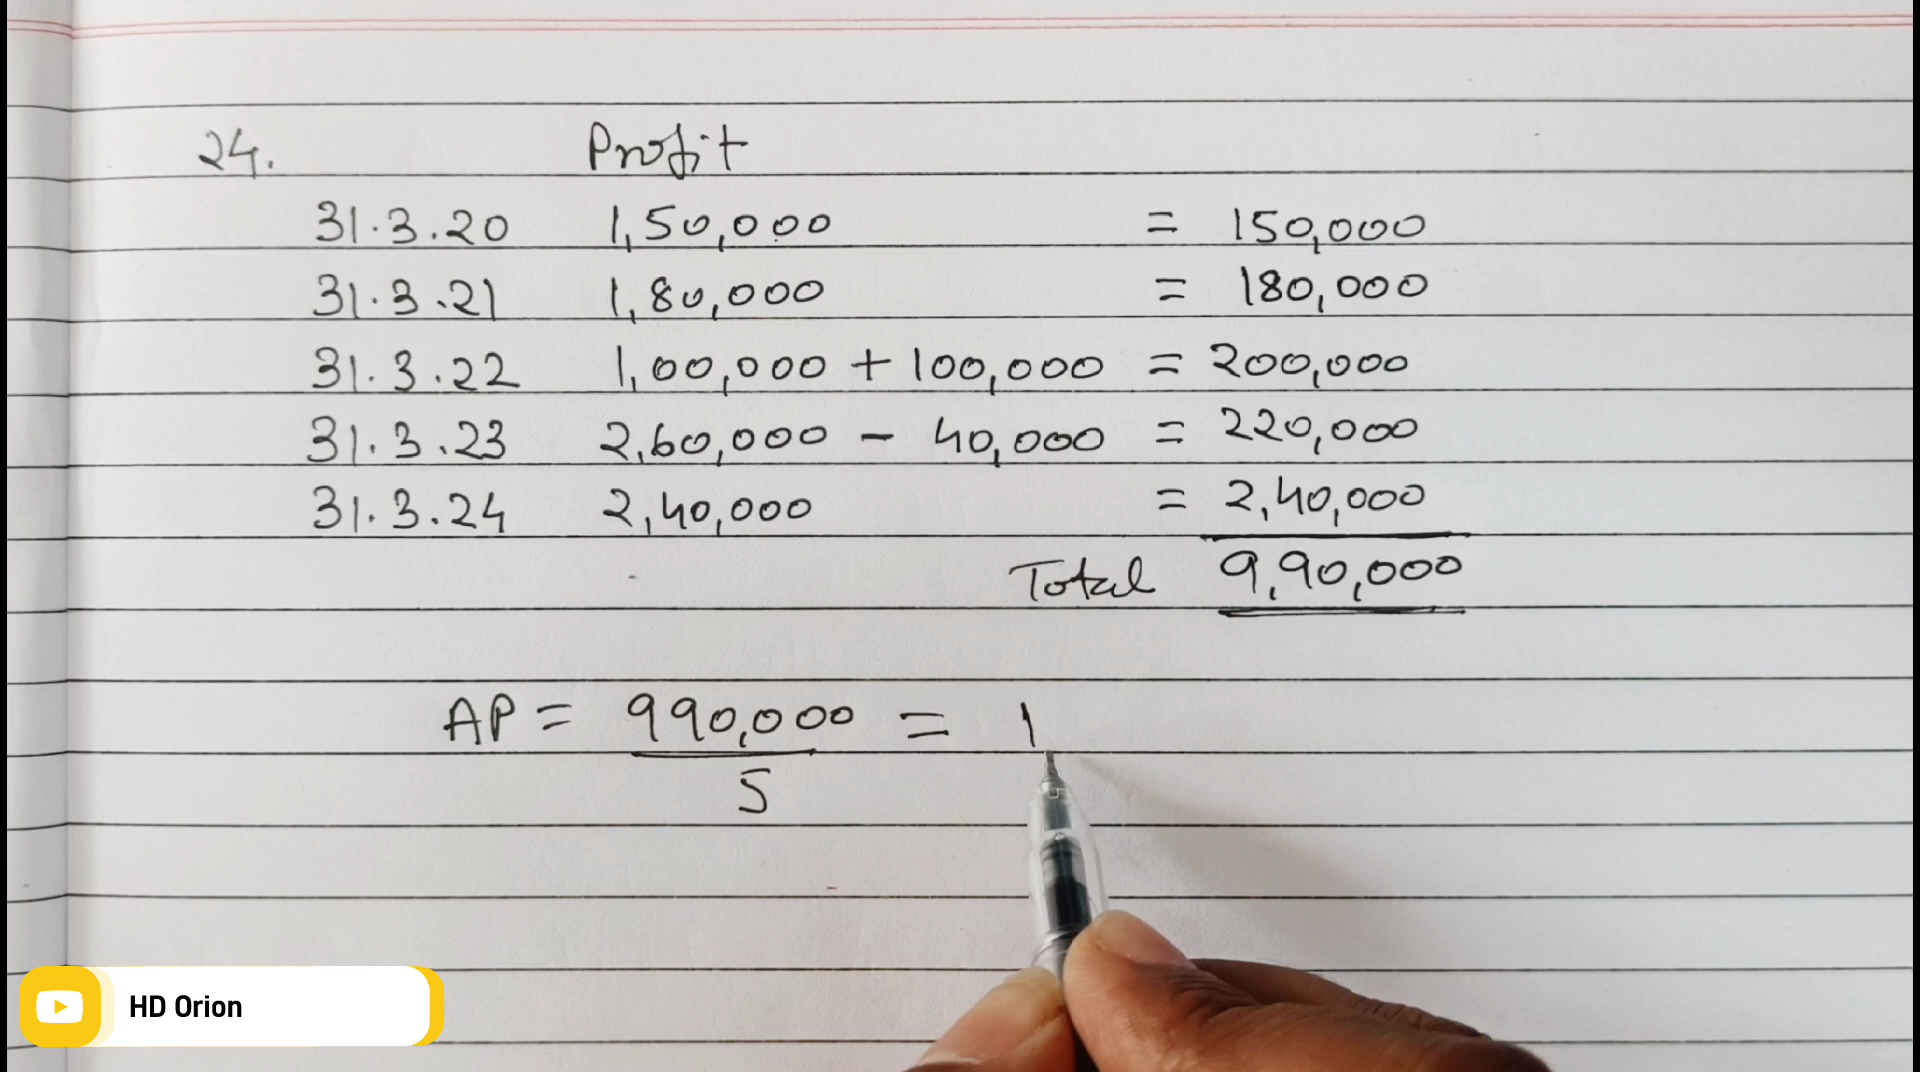 24. Profit
31.3.20 1,50,000 = 150,000
31.3.21 1,80,000 = 180,000
31.3.22 1,00,000 + 100,000 = 200,000
31.3.23 2,60,000 - 40,000 = 220,000
31.3.24 2,40,000 = 2,40,000
Total 9,90,000
AP = 990,000 = 1
5
HD Orion